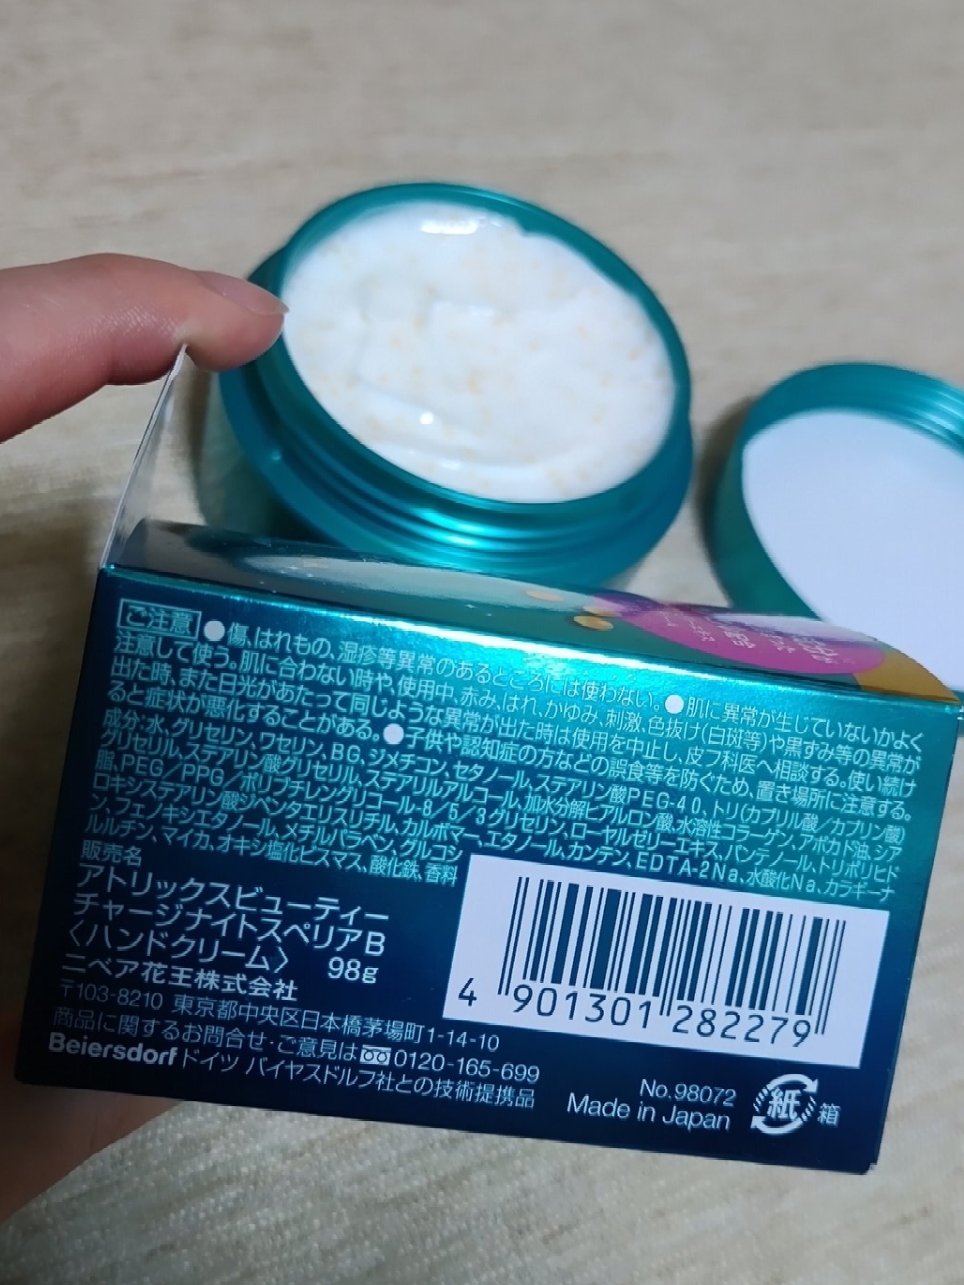 ご注意 ●傷、はれもの、湿疹等異常のあるところには使わない。●肌に異常が生じていないかよく
注意して使う。肌に合わない時や、使用中、赤み、はれ、かゆみ、刺激、色抜け(白斑等)や黒ずみ等の異常が
出た時、また日光があたって同じような異常が出た時は使用を中止し、皮フ科医へ相談する。使い続け
ると症状が悪化することがある。●子供や認知症の方などの誤食等を防ぐため、置き場所に注意する。
成分:水、グリセリン、ワセリン、BG、ジメチコン、セタノール、ステアリン酸PEG-40、トリ(カプリル酸/カプリン酸)
グリセリル、ステアリン酸グリセリル、ステアリルアルコール、加水分解ヒアルロン酸、水溶性コラーゲン、アボカド油、シア
脂、PEG/PPG/ポリブチレングリコール-8/5/3グリセリン、ローヤルゼリーエキス、パンテノール、トリポリヒド
ロキシステアリン酸ジペンタエリスリチル、カルボマー、エタノール、カンテン、EDTA-2Na、水酸化Na、カラギーナ
ン、フェノキシエタノール、メチルパラベン、グルコシ
ルルチン、マイカ、オキシ塩化ビスマス、酸化鉄、香料
販売名
アトリックスビューティー
チャージナイトスペリアB
〈ハンドクリーム〉 98g
ニベア花王株式会社
〒103-8210 東京都中央区日本橋茅場町1-14-10
商品に関するお問合せ・ご意見は 0120-165-699
Beiersdorf ドイツ バイヤスドルフ社との技術提携品
4 901301 282279
No.98072
Made in Japan
紙 箱